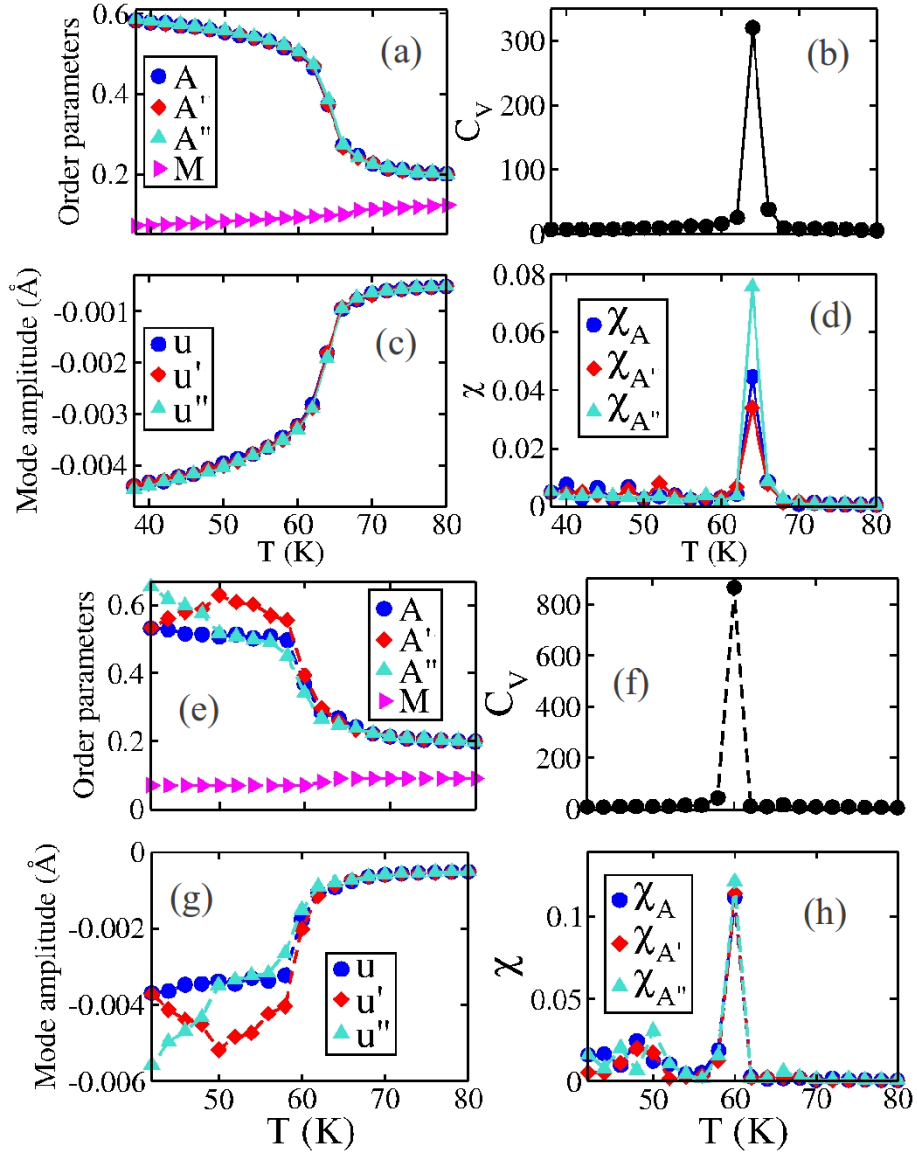 Order parameters
0.6
0.4
0.2
(a)
A
A'
A"
M
C_V
300
200
100
0
(b)
Mode amplitude (Å)
-0.001
-0.002
-0.003
-0.004
40 50 60 70 80
T (K)
u
u'
u"
(c)
χ
0.08
0.06
0.04
0.02
0
40 50 60 70 80
T (K)
χ_A
χ_A'
χ_A"
(d)
Order parameters
0.6
0.4
0.2
0
(e)
A
A'
A"
M
C_V
800
600
400
200
0
(f)
Mode amplitude (Å)
0
-0.002
-0.004
-0.006
50 60 70 80
T (K)
(g)
u
u'
u"
χ
0.1
0.05
0
50 60 70 80
T (K)
χ_A
χ_A'
χ_A"
(h)